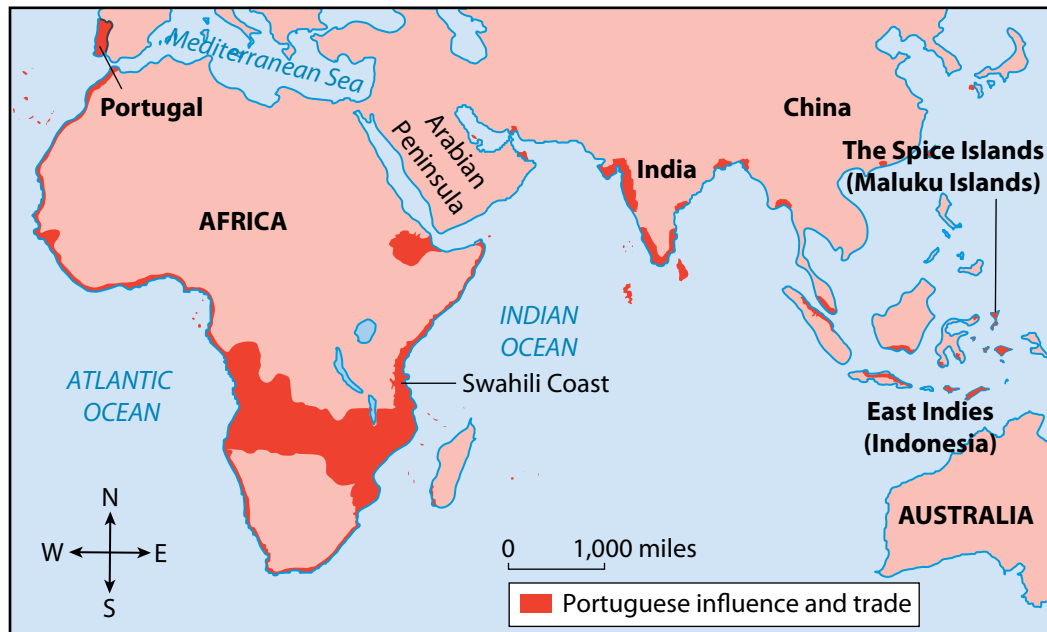 Mediterranean Sea
Portugal
Arabian
Peninsula
China
India
The Spice Islands
(Maluku Islands)
AFRICA
INDIAN
OCEAN
ATLANTIC
OCEAN
Swahili Coast
East Indies
(Indonesia)
AUSTRALIA
N
W
E
S
0
1,000 miles
Portuguese influence and trade